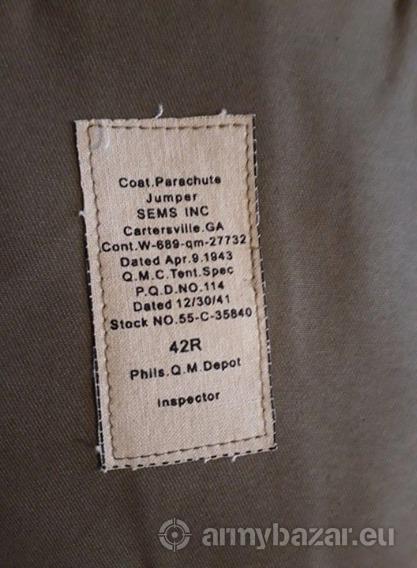 Coat.Parachute
Jumper
SEMS INC
Cartersville.GA
Cont.W-689-qm-27732
Dated Apr.9.1943
Q.M.C.Tent.Spec
P.Q.D.NO.114
Dated 12/30/41
Stock NO.55-C-35840
42R
Phils.Q.M.Depot
Inspector
armybazar.eu